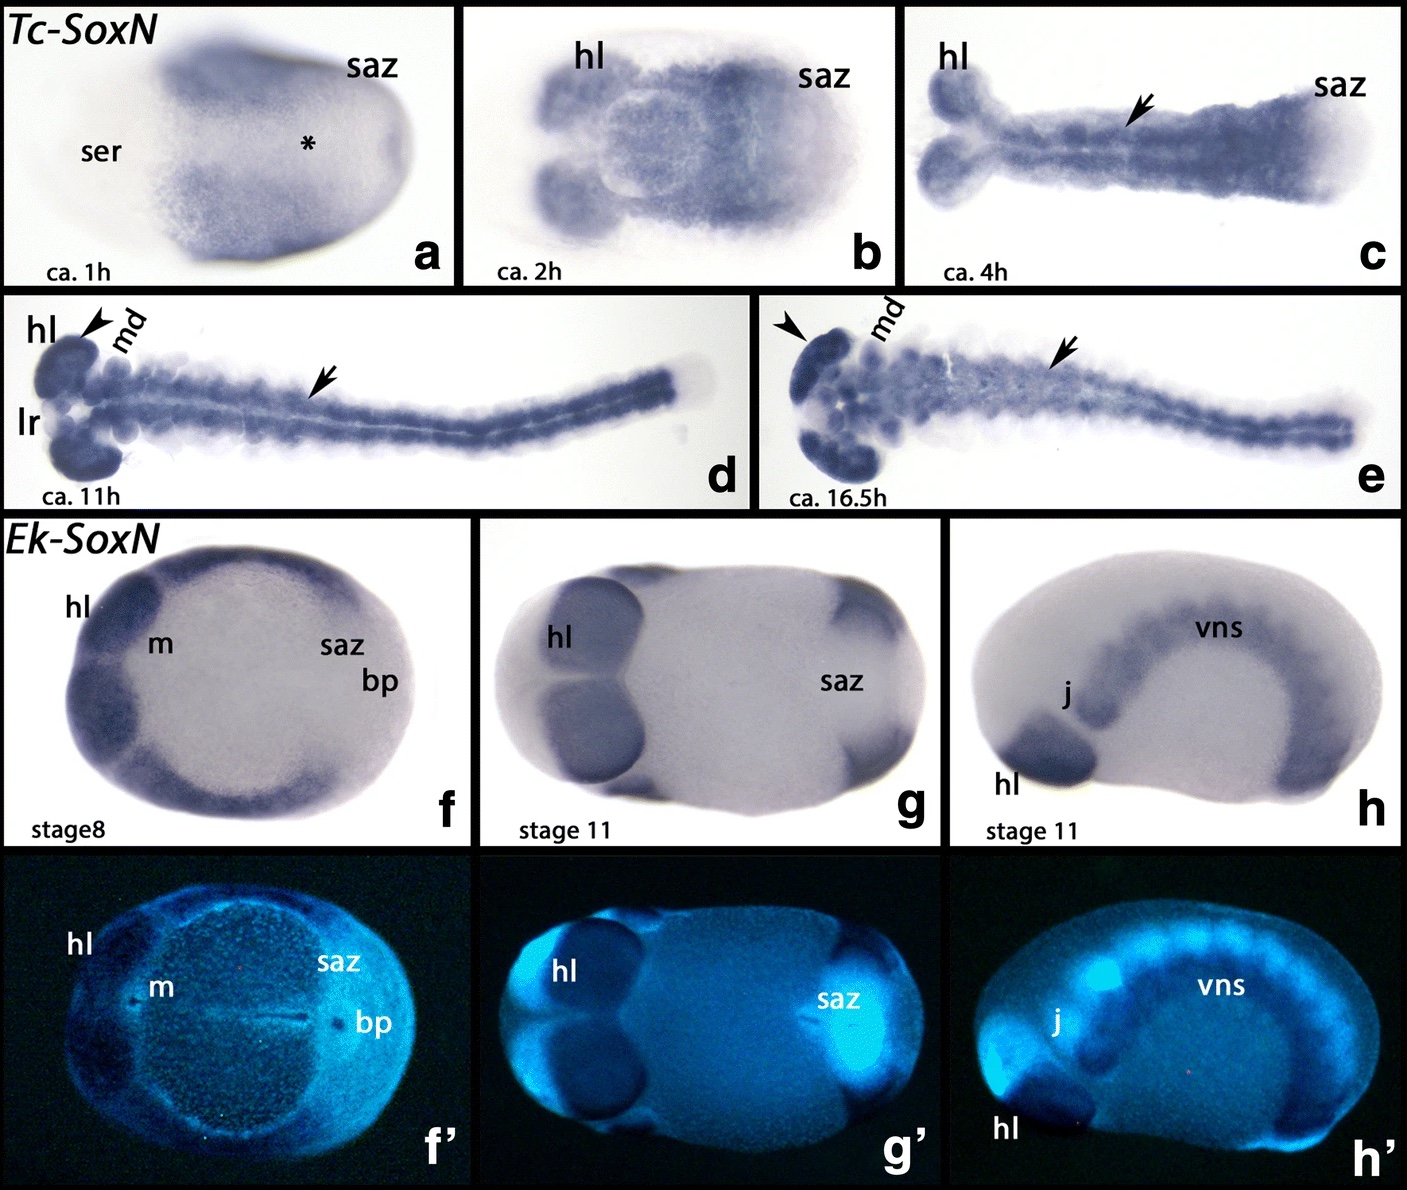 Tc-SoxN
saz
ser
*
ca. 1h
a
hl
saz
ca. 2h
b
hl
saz
ca. 4h
c
hl
md
lr
ca. 11h
d
md
ca. 16.5h
e
Ek-SoxN
hl
m
saz
bp
stage8
f
hl
saz
stage 11
g
vns
j
hl
stage 11
h
hl
m
saz
bp
f’
hl
saz
g’
vns
j
hl
h’